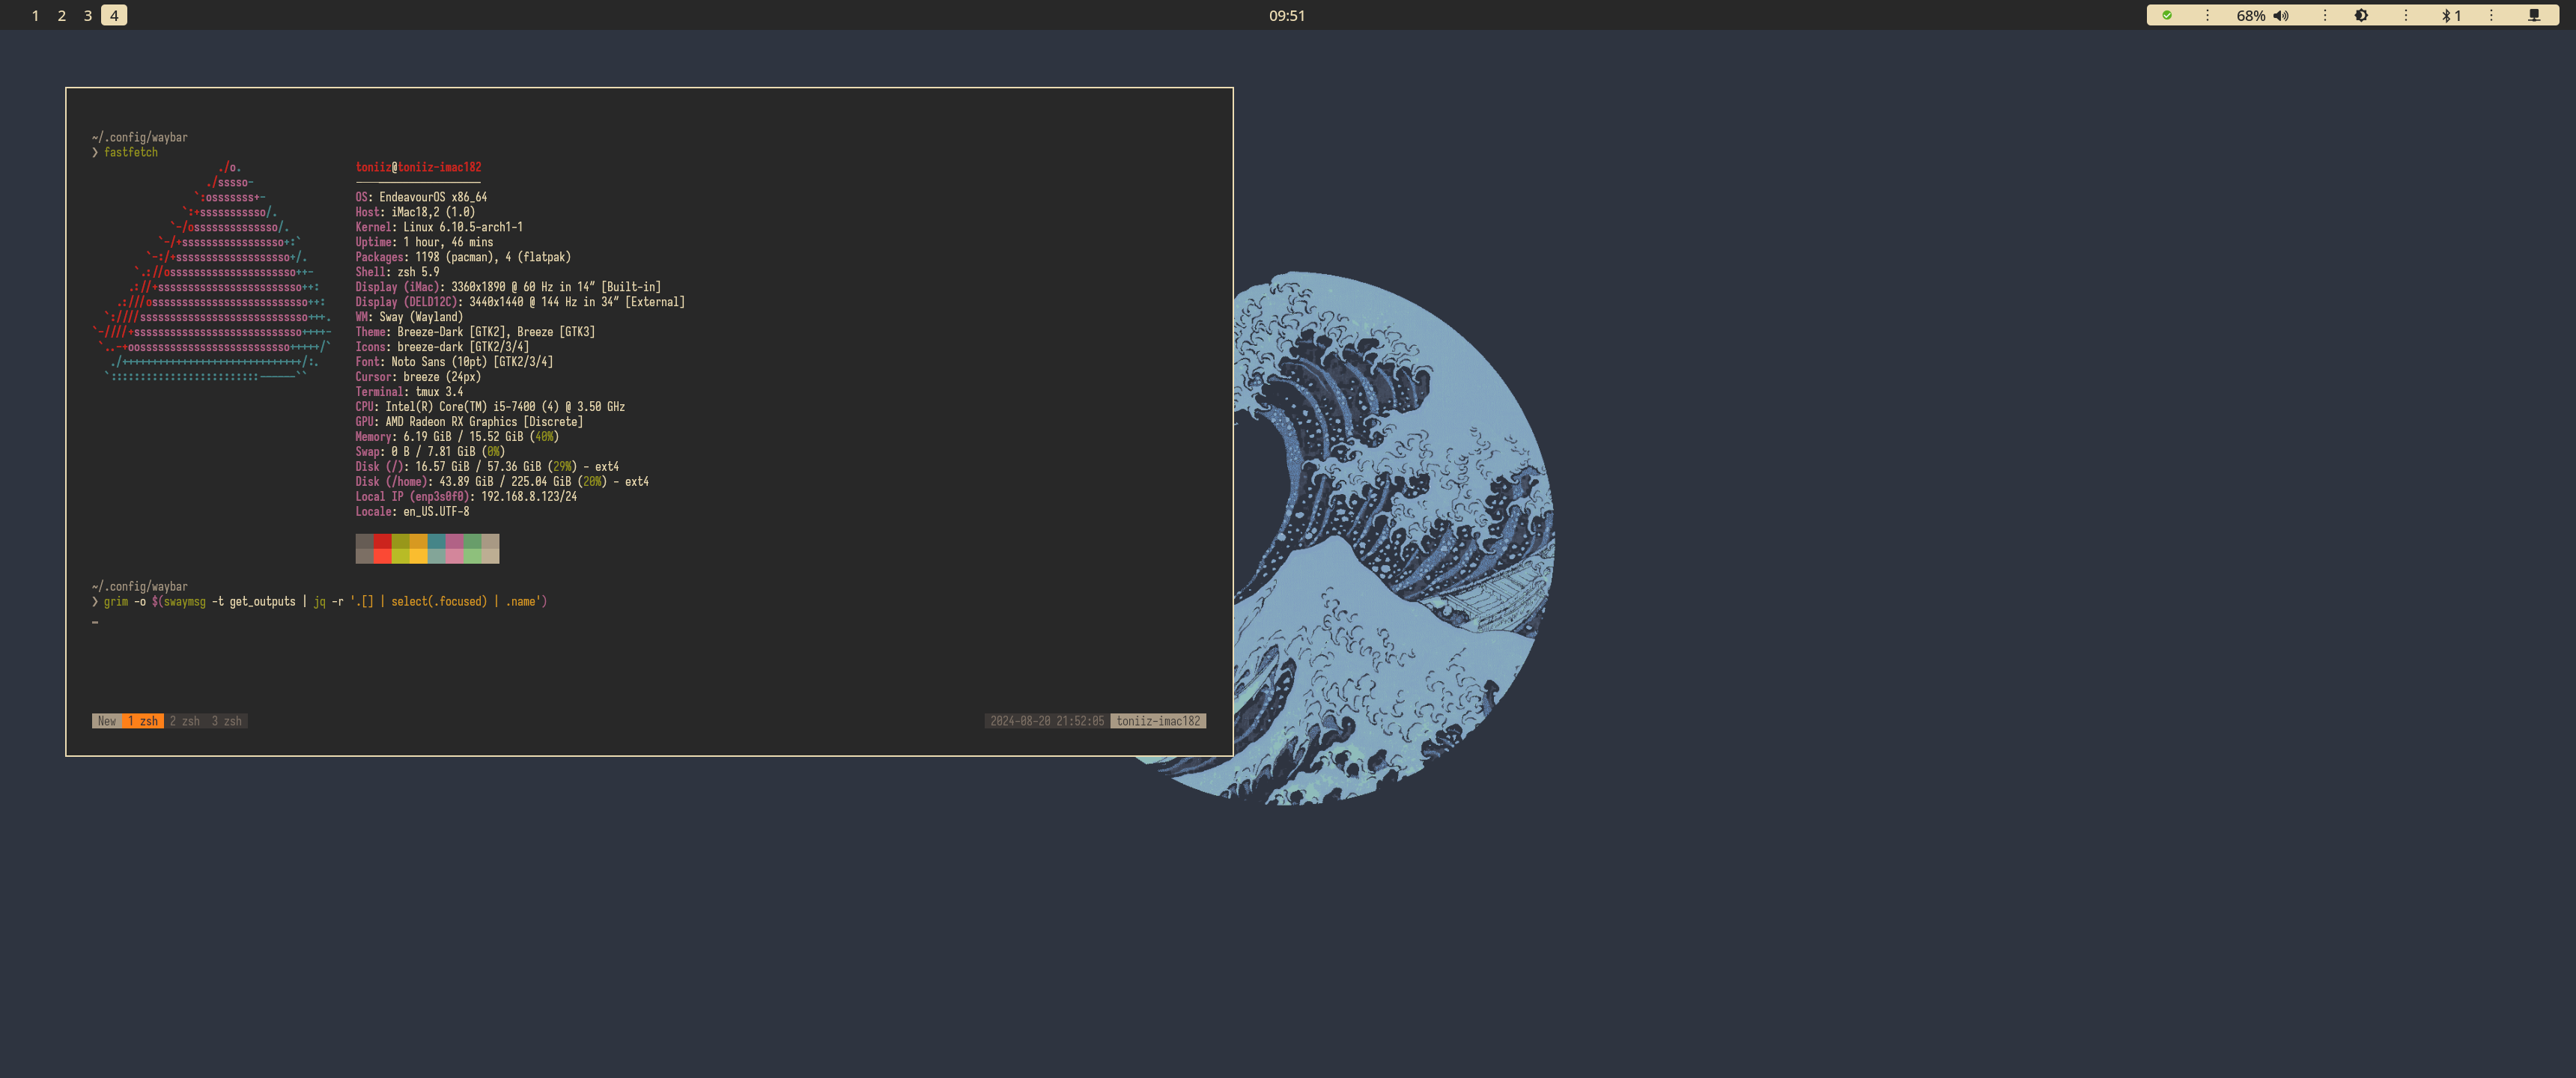 1 2 3 4 09:51 68% 1
~/.config/waybar
❯ fastfetch
./o. toniiz@toniiz-imac182
./sssso- ---------------------
`:osssssss+- OS: EndeavourOS x86_64
`:+sssssssssso/. Host: iMac18,2 (1.0)
`-/ossssssssssssso/. Kernel: Linux 6.10.5-arch1-1
`-/+sssssssssssssssso+:` Uptime: 1 hour, 46 mins
`-:/+sssssssssssssssssso+/. Packages: 1198 (pacman), 4 (flatpak)
`.://osssssssssssssssssssso++- Shell: zsh 5.9
.://+ssssssssssssssssssssssso++: Display (iMac): 3360x1890 @ 60 Hz in 14″ [Built-in]
.:///ossssssssssssssssssssssssso++: Display (DELD12C): 3440x1440 @ 144 Hz in 34″ [External]
`:////ssssssssssssssssssssssssssso+++. WM: Sway (Wayland)
`-////+ssssssssssssssssssssssssssso++++- Theme: Breeze-Dark [GTK2], Breeze [GTK3]
`..-+oosssssssssssssssssssssssso+++++/` Icons: breeze-dark [GTK2/3/4]
./++++++++++++++++++++++++++++++/:. Font: Noto Sans (10pt) [GTK2/3/4]
`:::::::::::::::::::::::::------`` Cursor: breeze (24px)
Terminal: tmux 3.4
CPU: Intel(R) Core(TM) i5-7400 (4) @ 3.50 GHz
GPU: AMD Radeon RX Graphics [Discrete]
Memory: 6.19 GiB / 15.52 GiB (40%)
Swap: 0 B / 7.81 GiB (0%)
Disk (/): 16.57 GiB / 57.36 GiB (29%) - ext4
Disk (/home): 43.89 GiB / 225.04 GiB (20%) - ext4
Local IP (enp3s0f0): 192.168.8.123/24
Locale: en_US.UTF-8
~/.config/waybar
❯ grim -o $(swaymsg -t get_outputs | jq -r '.[] | select(.focused) | .name')
New 1 zsh 2 zsh 3 zsh 2024-08-20 21:52:05 toniiz-imac182